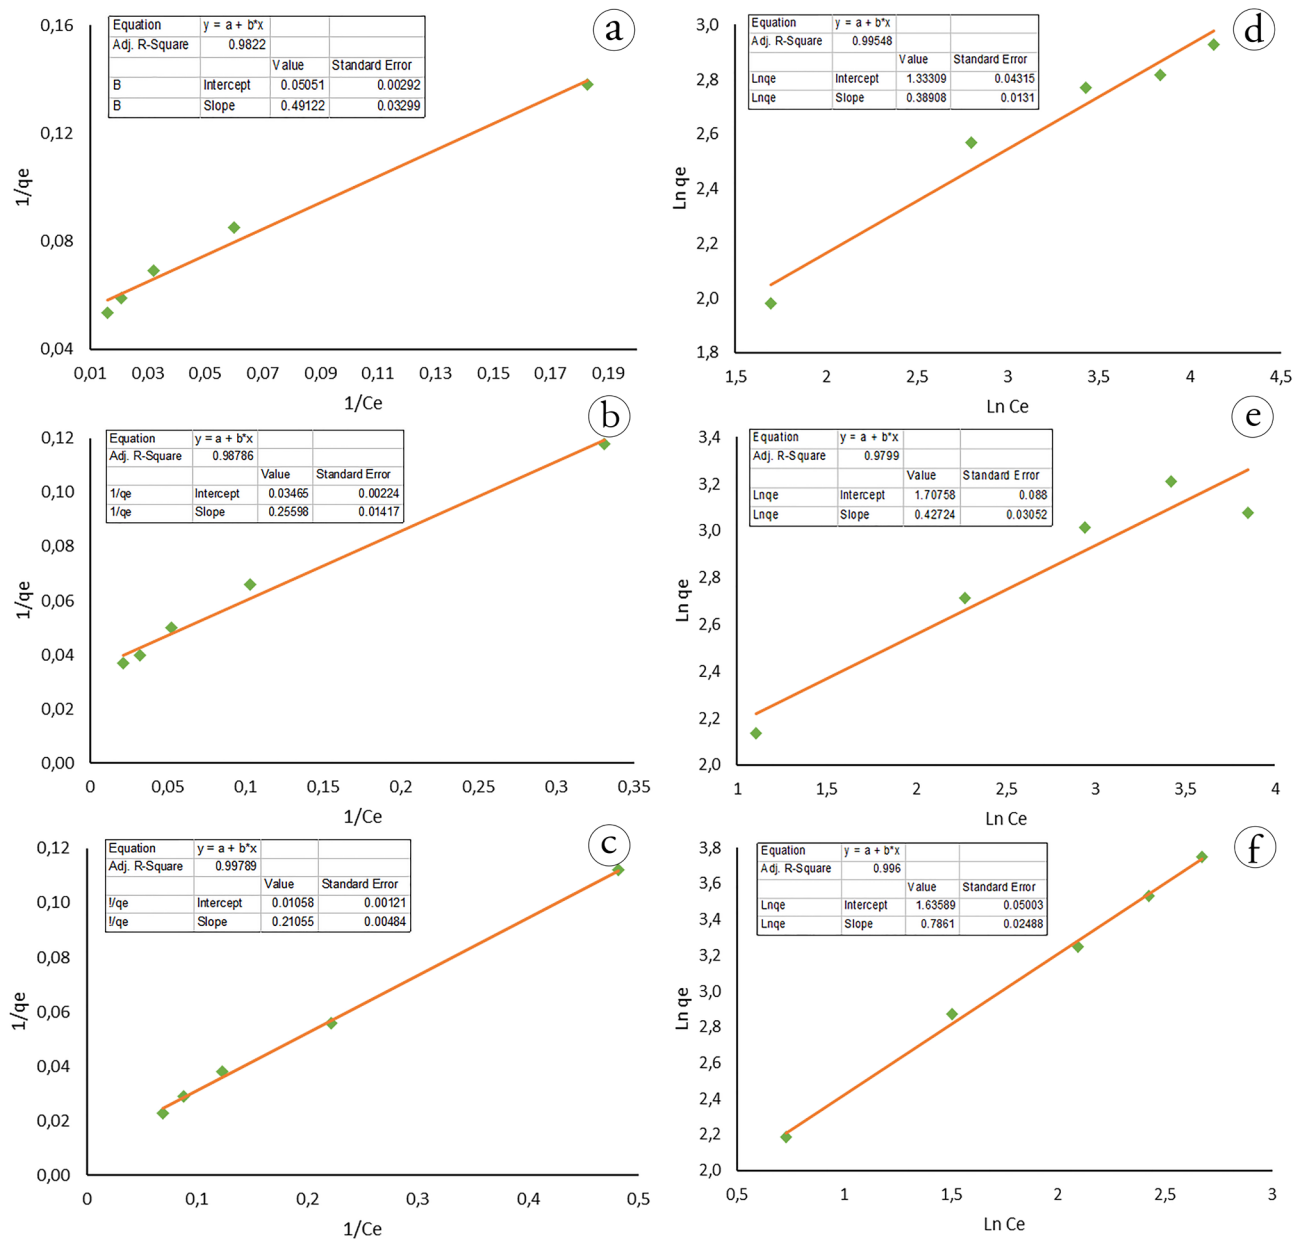 a
Equation y = a + b*x
Adj. R-Square 0.9822
Value Standard Error
B Intercept 0.05051 0.00292
B Slope 0.49122 0.03299
0,16
0,12
0,08
0,04
1/qe
0,01 0,03 0,05 0,07 0,09 0,11 0,13 0,15 0,17 0,19
1/Ce
d
Equation y = a + b*x
Adj. R-Square 0.99548
Value Standard Error
Lnqe Intercept 1.33309 0.04315
Lnqe Slope 0.38908 0.0131
3,0
2,8
2,6
2,4
2,2
2,0
1,8
Ln qe
1,5 2 2,5 3 3,5 4 4,5
Ln Ce
b
Equation y = a + b*x
Adj. R-Square 0.98786
Value Standard Error
1/qe Intercept 0.03465 0.00224
1/qe Slope 0.25598 0.01417
0,12
0,10
0,08
0,06
0,04
0,02
0,00
1/qe
0 0,05 0,1 0,15 0,2 0,25 0,3 0,35
1/Ce
e
Equation y = a + b*x
Adj. R-Square 0.9799
Value Standard Error
Lnqe Intercept 1.70758 0.088
Lnqe Slope 0.42724 0.03052
3,4
3,2
3,0
2,8
2,6
2,4
2,2
2,0
Ln qe
1 1,5 2 2,5 3 3,5 4
Ln Ce
c
Equation y = a + b*x
Adj. R-Square 0.99789
Value Standard Error
!/qe Intercept 0.01058 0.00121
!/qe Slope 0.21055 0.00484
0,12
0,10
0,08
0,06
0,04
0,02
0,00
1/qe
0 0,1 0,2 0,3 0,4 0,5
1/Ce
f
Equation y = a + b*x
Adj. R-Square 0.996
Value Standard Error
Lnqe Intercept 1.63589 0.05003
Lnqe Slope 0.7861 0.02488
3,8
3,6
3,4
3,2
3,0
2,8
2,6
2,4
2,2
2,0
Ln qe
0,5 1 1,5 2 2,5 3
Ln Ce